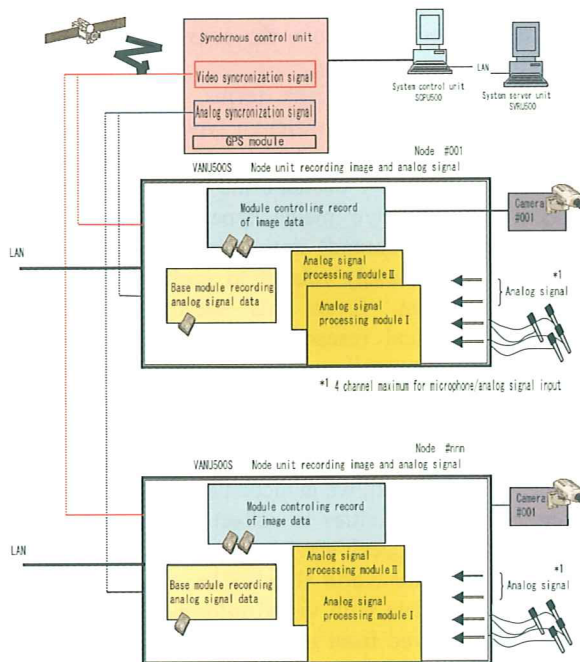 Synchrnous control unit
Video syncronization signal
Analog syncronization signal
GPS module
System control unit
SCPU500
LAN
System server unit
SVRU500
Node #001
VANU500S Node unit recording image and analog signal
Module controling record
of image data
Camera
#001
LAN
Base module recording
analog signal data
Analog signal
processing module Ⅱ
Analog signal
processing module Ⅰ
*1
Analog signal
*1 4 channel maximum for microphone/analog signal input
Node #nnn
VANU500S Node unit recording image and analog signal
Module controling record
of image data
Camera
#001
LAN
Base module recording
analog signal data
Analog signal
processing module Ⅱ
Analog signal
processing module Ⅰ
*1
Analog signal